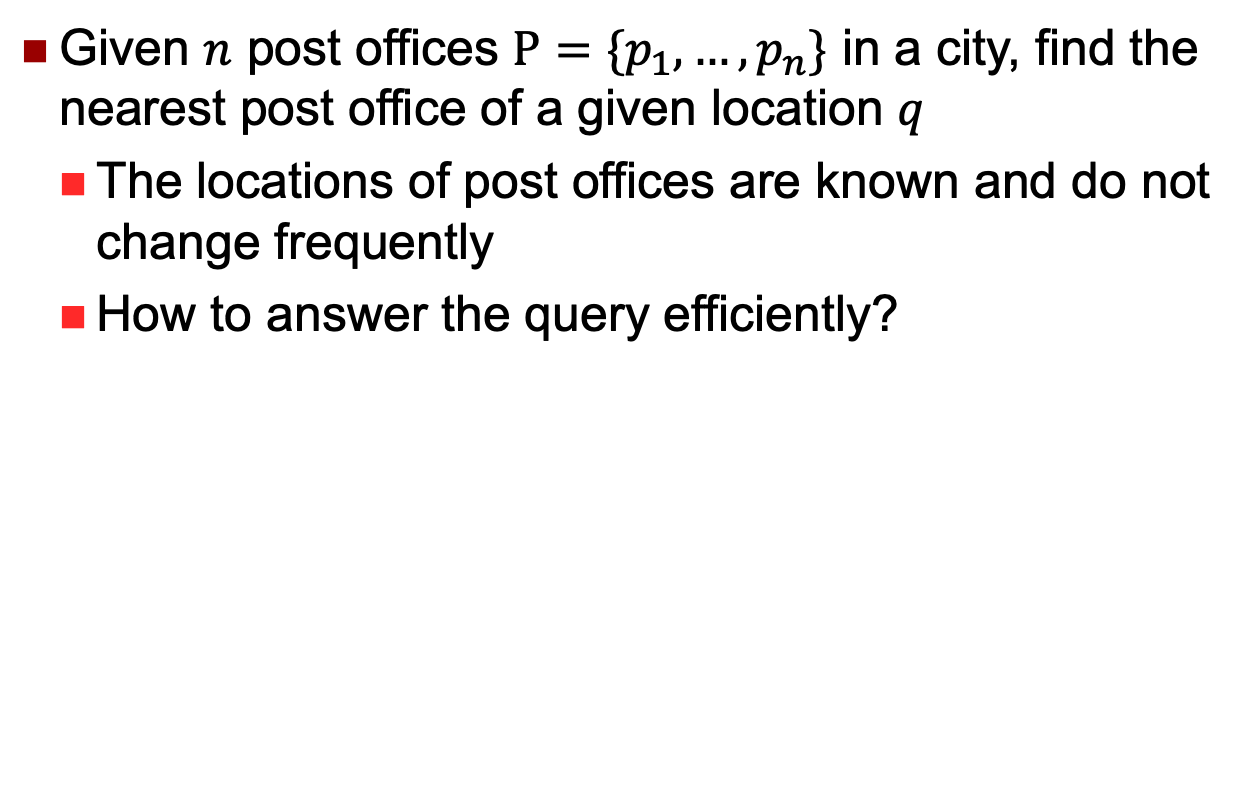 Given n post offices P = {p₁, … , pₙ} in a city, find the
nearest post office of a given location q
The locations of post offices are known and do not
change frequently
How to answer the query efficiently?